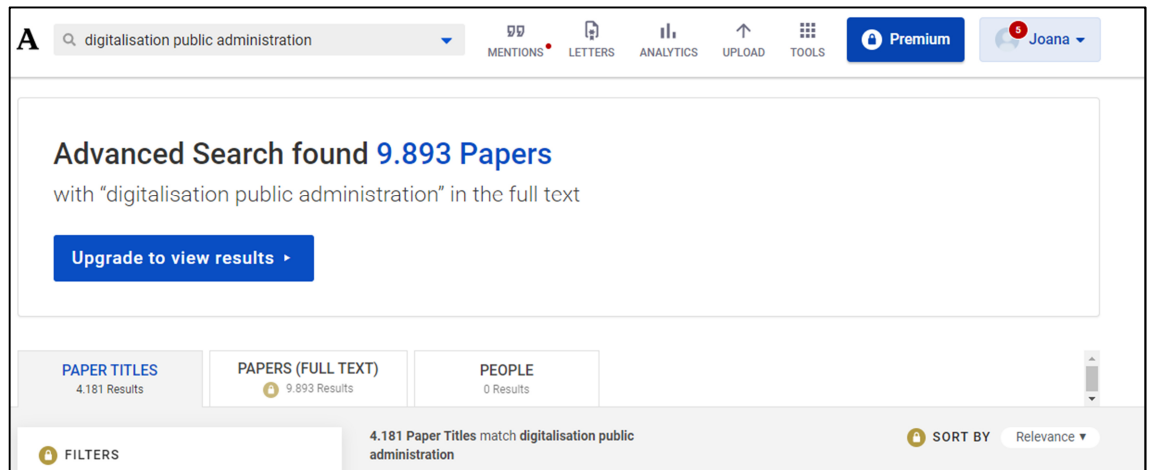 A
digitalisation public administration
MENTIONS
LETTERS
ANALYTICS
UPLOAD
TOOLS
Premium
5
Joana
Advanced Search found 9.893 Papers
with “digitalisation public administration” in the full text
Upgrade to view results
PAPER TITLES
4.181 Results
PAPERS (FULL TEXT)
9.893 Results
PEOPLE
0 Results
FILTERS
4.181 Paper Titles match digitalisation public
administration
SORT BY Relevance